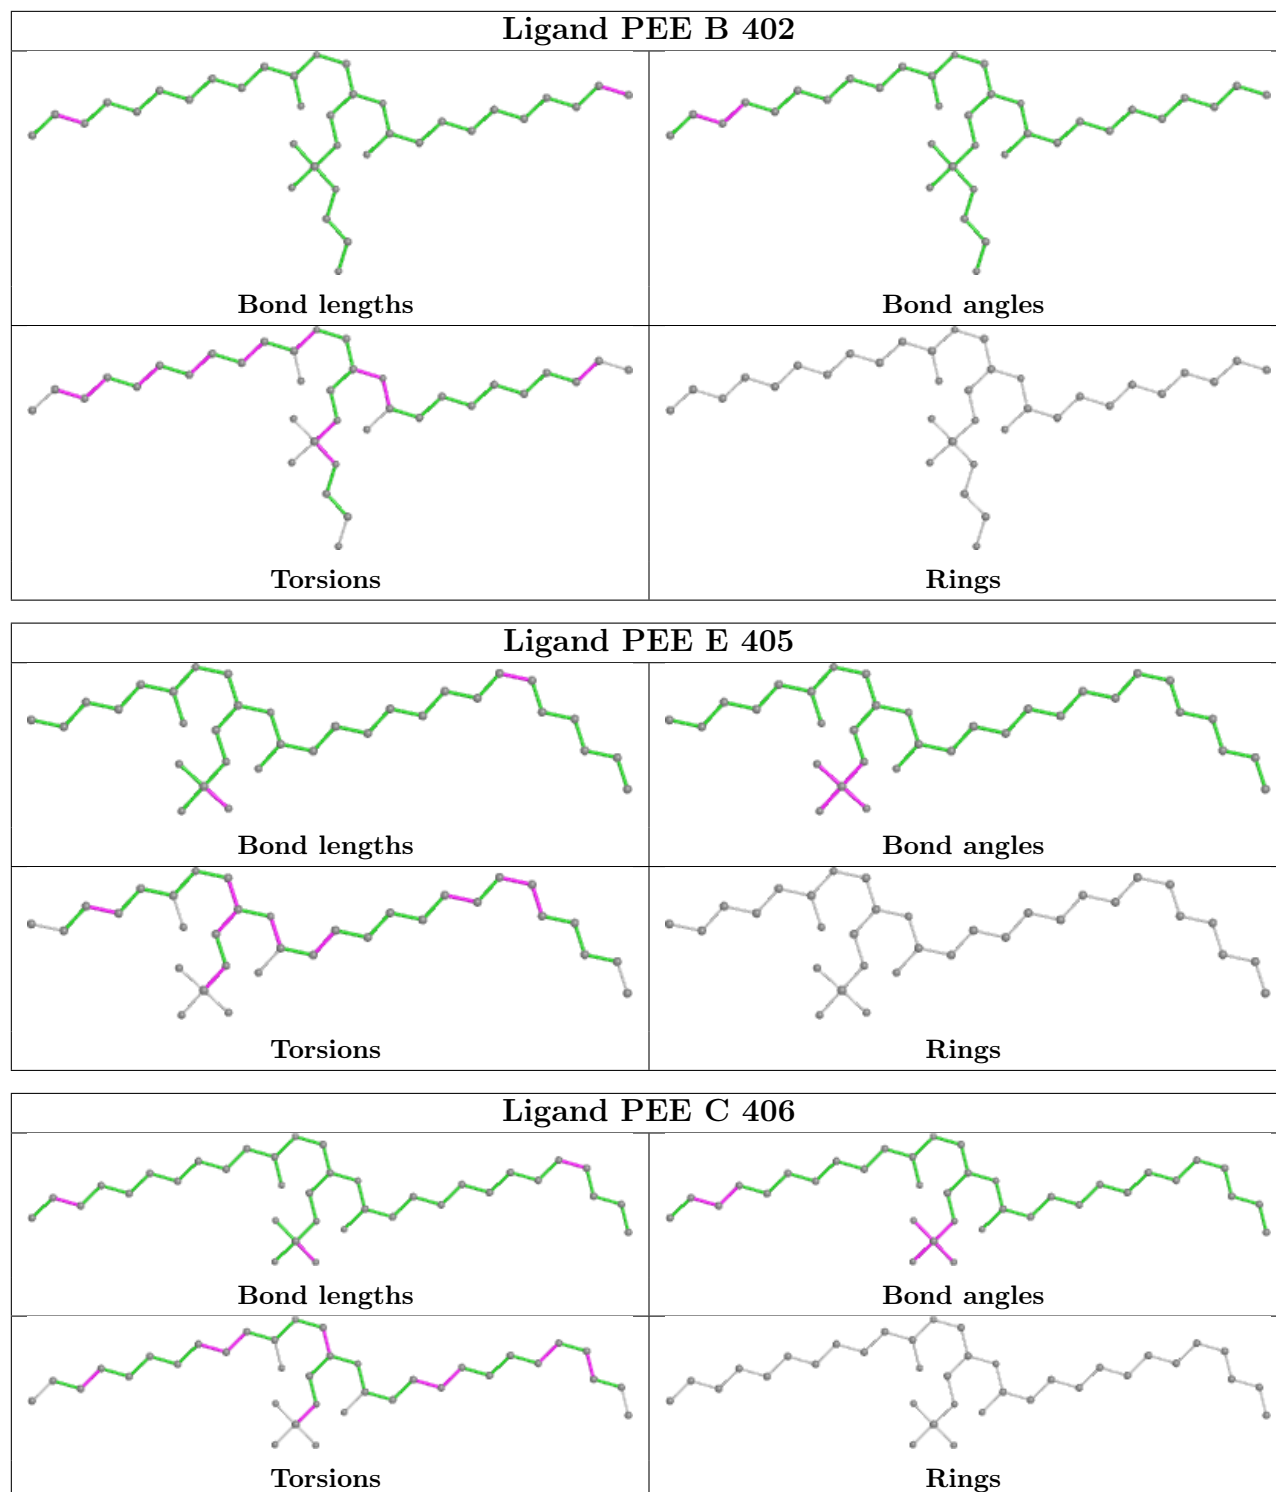 Ligand PEE B 402
Bond lengths
Bond angles
Torsions
Rings
Ligand PEE E 405
Bond lengths
Bond angles
Torsions
Rings
Ligand PEE C 406
Bond lengths
Bond angles
Torsions
Rings